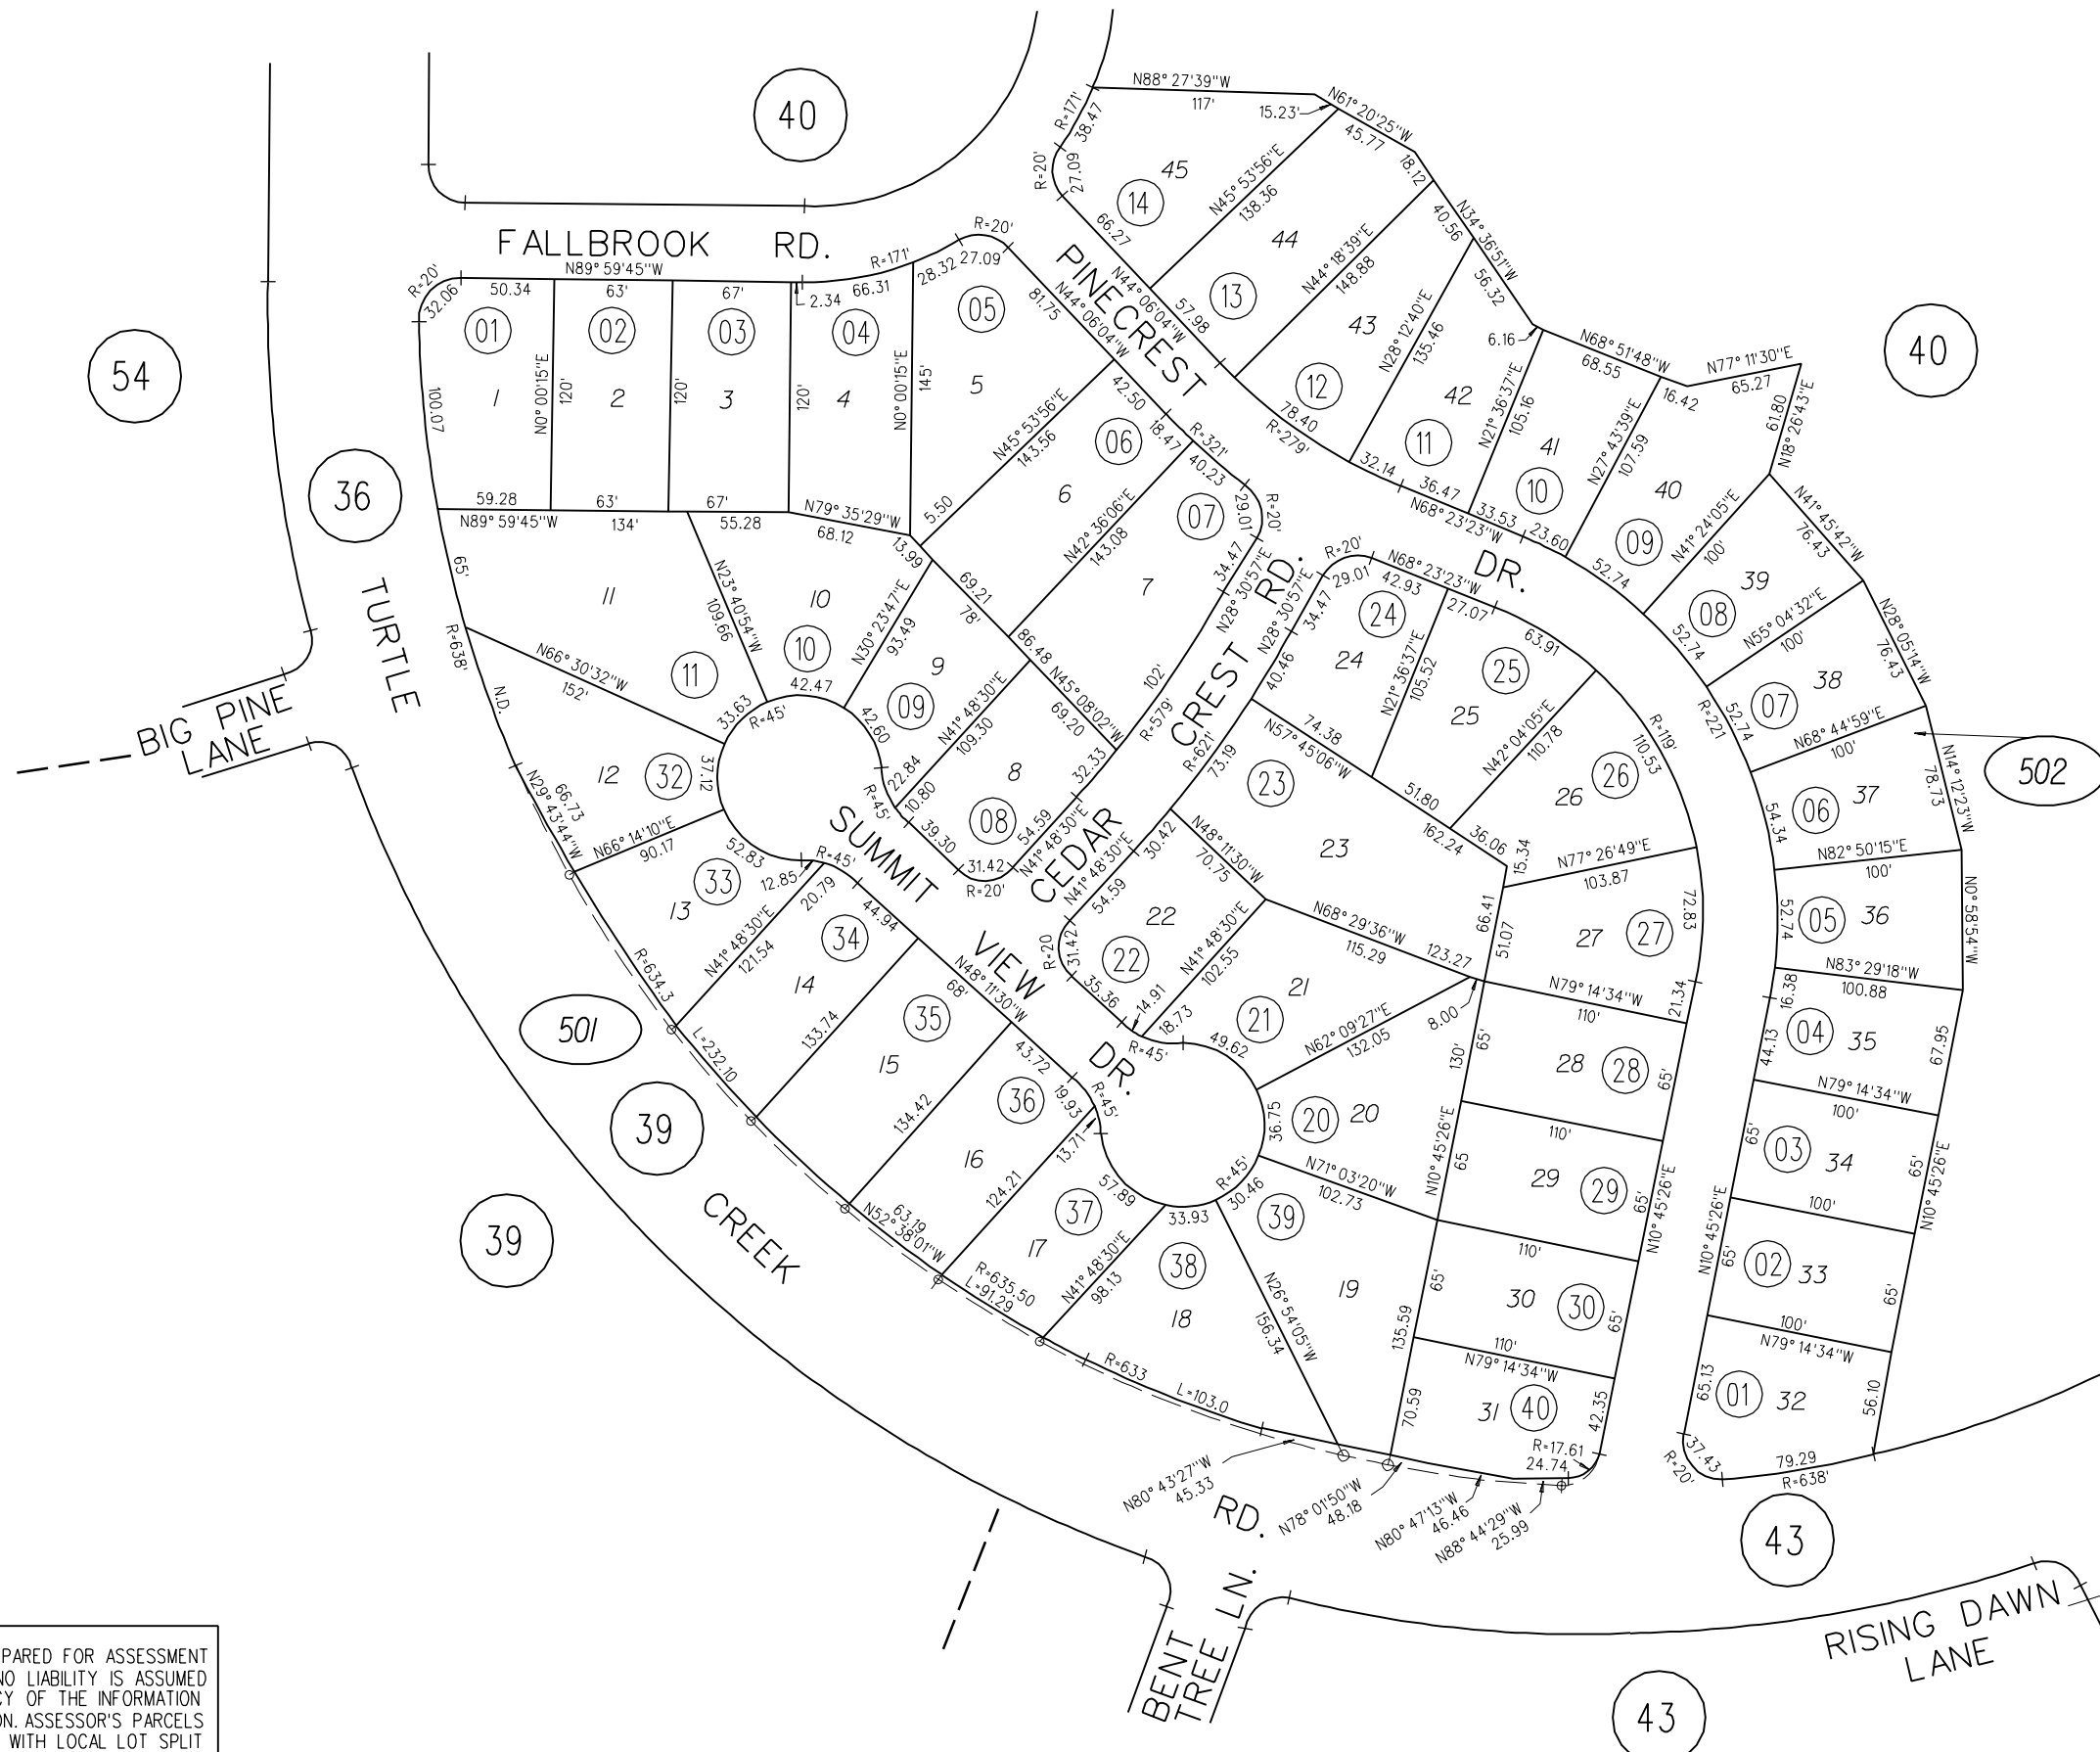 40
N88° 27'39"W
117'
15.23'
N61° 20'25"W
45.77
R=171'
38.47
R=20'
27.09
45
14
N45° 53'56"E
138.36
18.12
66.27
44
N34° 36'51"W
40.56
N44° 18'39"E
148.88
13
N44° 06'04"W
57.98
56.32
FALLBROOK RD.
N89° 59'45"W
R=171'
R=20'
28.32
27.09
PINECREST
R=20'
32.06
50.34
63'
67'
2.34
66.31
81.75
N44° 06'04"W
01
02
03
04
05
43
N28° 12'40"E
135.46
6.16
N68° 51'48"W
68.55
16.42
N77° 11'30"E
65.27
40
54
N0° 00'15"E
120'
120'
120'
N0° 00'15"E
145'
1
2
3
4
5
100.07
12
78.40
R=279'
42
N21° 36'37"E
105.16
61.80
N18° 26'43"E
42.50
18.47
R=321'
40.23
N45° 53'56"E
143.56
06
11
32.14
36.47
N68° 23'23"W
33.53
23.60
41
10
N27° 43'39"E
107.59
40
09
N41° 24'05"E
100'
N41° 45'42"W
76.43
36
59.28
63'
67'
N89° 59'45"W
134'
55.28
N79° 35'29"W
68.12
5.50
6
07
29.01
R=20'
N42° 36'06"E
143.08
DR.
R=20'
N68° 23'23"W
29.01
42.93
27.07
52.74
39
08
TURTLE
65'
11
N23° 40'54"W
109.66
10
13.99
69.21
78'
7
34.47
N28° 30'57"E
RD.
N28° 30'57"E
34.47
24
63.91
52.74
N55° 04'32"E
100'
N28° 05'14"W
76.43
R=638'
N66° 30'32"W
152'
11
10
N30° 23'47"E
93.49
9
86.48
24
40.46
N21° 36'37"E
105.52
25
25
38
07
BIG PINE
LANE
N.D.
33.63
42.47
R=45'
42.60
09
N41° 48'30"E
109.30
N45° 08'02"W
69.20
102'
R=579'
CREST
R=621'
73.19
N57° 45'06"W
74.38
N42° 04'05"E
110.78
R=119'
110.53
R=221
52.74
N68° 44'59"E
100'
12
32
37.12
66.73
N29° 43'44"W
N66° 14'10"E
90.17
22.84
R=45'
10.80
8
32.33
08
23
51.80
26
26
54.34
06
37
N14° 12'23"W
78.73
502
52.83
R=45'
12.85
SUMMIT
39.30
31.42
R=20'
54.59
N41° 48'30"E
CEDAR
N41° 48'30"E
54.59
30.42
N48° 11'30"W
70.75
23
162.24
36.06
15.34
N77° 26'49"E
103.87
N82° 50'15"E
100'
13
33
20.79
44.94
34
N41° 48'30"E
121.54
22
N41° 48'30"E
102.55
N68° 29'36"W
115.29
123.27
66.41
51.07
27
27
72.83
52.74
05
36
N0° 58'54"W
R=20
31.42
22
35.36
VIEW
R=634.3
14
68'
N48° 11'30"W
14.91
18.73
21
21
N79° 14'34"W
110'
21.34
N83° 29'18"W
100.88
16.38
501
L=232.10
133.74
35
15
43.72
DR.
R=45'
49.62
N62° 09'27"E
132.05
8.00
65'
130'
28
28
65'
44.13
04
35
67.95
39
134.42
36
19.93
R=45'
13.71
36.75
20
20
N79° 14'34"W
100'
110'
39
16
124.21
57.89
R=45'
30.46
N71° 03'20"W
102.73
N10° 45'26"E
65
29
29
65'
N10° 45'26"E
65'
03
34
65'
N10° 45'26"E
CREEK
63.19
N52° 38'01"W
37
17
33.93
38
39
N41° 48'30"E
98.13
110'
100'
N10° 45'26"E
65'
02
33
65'
R=635.50
L=91.29
18
N26° 54'05"W
156.34
19
65'
135.59
30
30
65'
100'
N79° 14'34"W
R=633
L=103.0
110'
N79° 14'34"W
70.59
31
40
42.35
65.13
01
32
56.10
R=17.61
24.74
37.43
R=20'
79.29
R=638'
N80° 43'27"W
45.33
RD.
N78° 01'50"W
48.18
N80° 47'13"W
46.46
N88° 44'29"W
25.99
43
BENT
TREE LN.
RISING DAWN
LANE
43
PARED FOR ASSESSMENT
NO LIABILITY IS ASSUMED
CY OF THE INFORMATION
ON. ASSESSOR'S PARCELS
WITH LOCAL LOT SPLIT